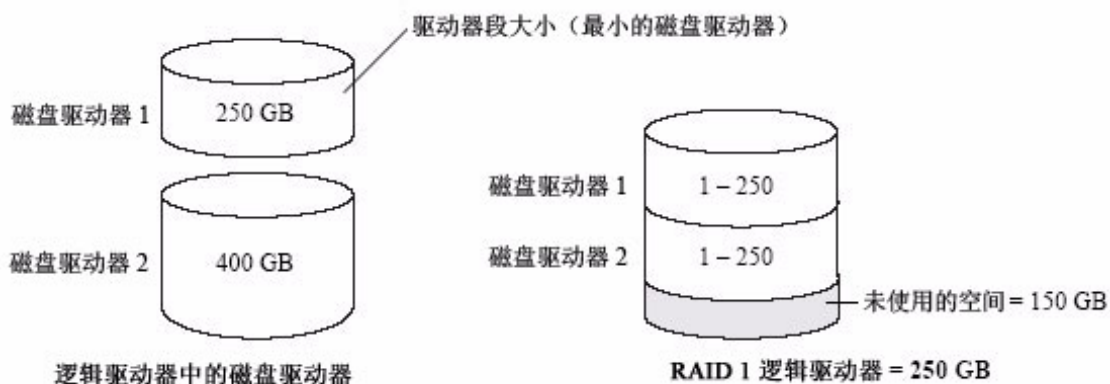 驱动器段大小（最小的磁盘驱动器）
磁盘驱动器 1
250 GB
磁盘驱动器 2
400 GB
逻辑驱动器中的磁盘驱动器
磁盘驱动器 1
1 – 250
磁盘驱动器 2
1 – 250
未使用的空间 = 150 GB
RAID 1 逻辑驱动器 = 250 GB